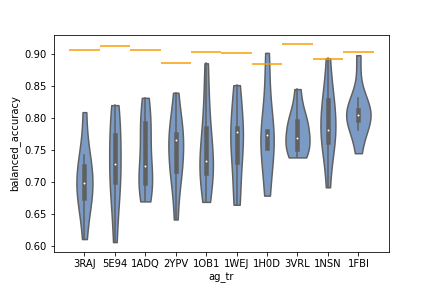 0.90
0.85
0.80
0.75
0.70
0.65
0.60
balanced_accuracy
3RAJ 5E94 1ADQ 2YPV 1OB1 1WEJ 1H0D 3VRL 1NSN 1FBI
ag_tr